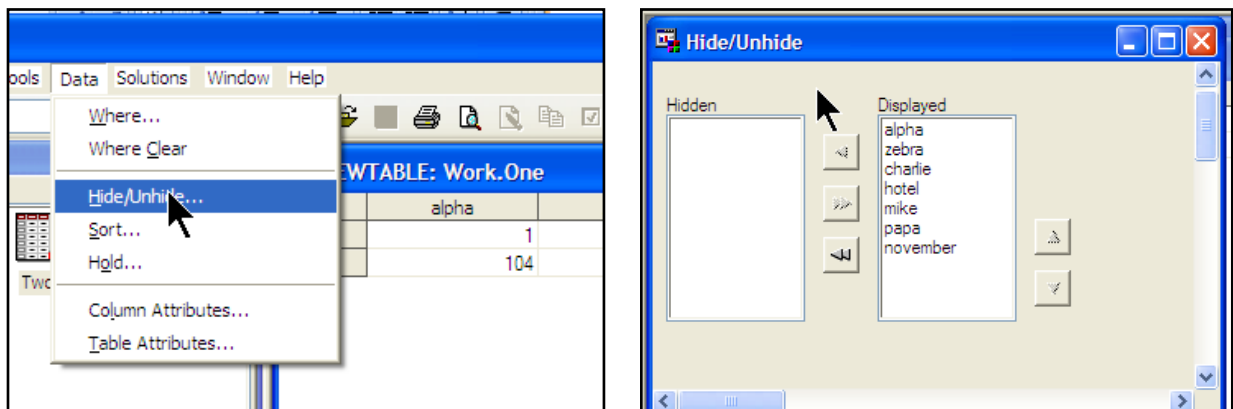 ools Data Solutions Window Help
Where...
Where Clear
Hide/Unhide...
Sort...
Hold...
Column Attributes...
Table Attributes...
EWTABLE: Work.One
alpha
1
104
Two
Hide/Unhide
Hidden
Displayed
alpha
zebra
charlie
hotel
mike
papa
november